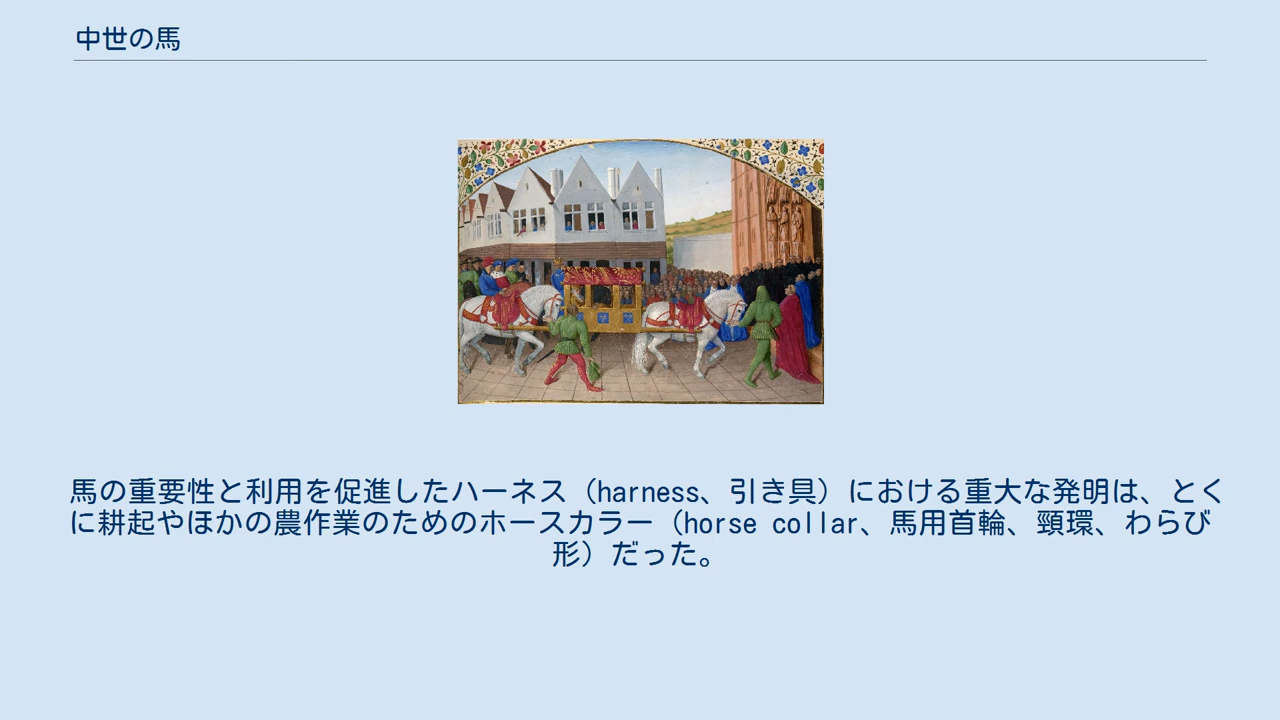 中世の馬
馬の重要性と利用を促進したハーネス（harness、引き具）における重大な発明は、とく
に耕起やほかの農作業のためのホースカラー（horse collar、馬用首輪、頸環、わらび
形）だった。